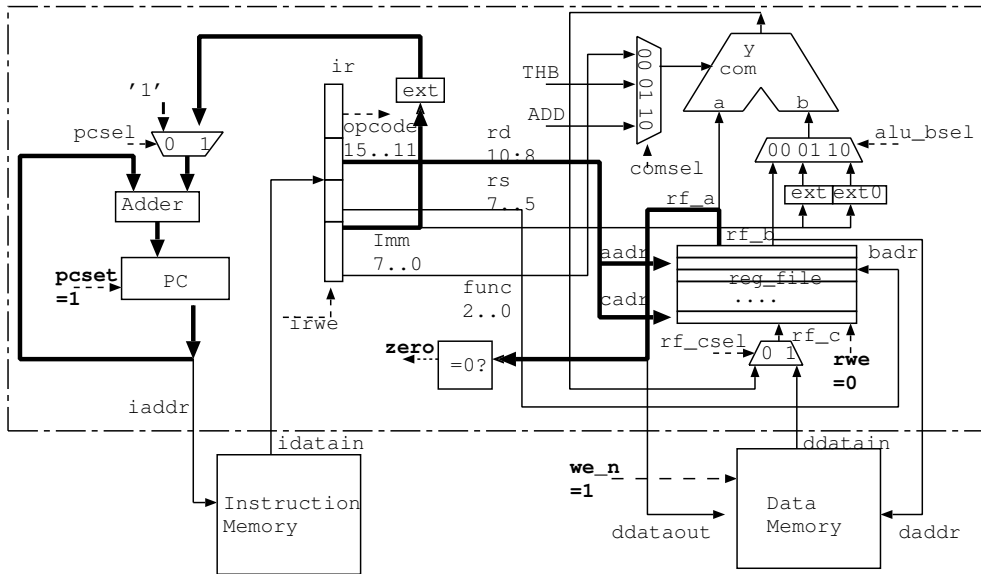 y
com
a
b
ir
THB
ADD
00 01 10
comsel
'1'
pcsel
0 1
ext
opcode
15..11
rd
10:8
rs
7..5
Imm
7..0
func
2..0
irwe
Adder
PC
pcset
=1
00 01 10
alu_bsel
ext
ext0
rf_a
rf_b
aadr
cadr
badr
reg_file
....
rf_csel
0 1
rf_c
rwe
=0
zero
=0?
iaddr
idatain
ddatain
Instruction
Memory
we_n
=1
Data
Memory
ddataout
daddr